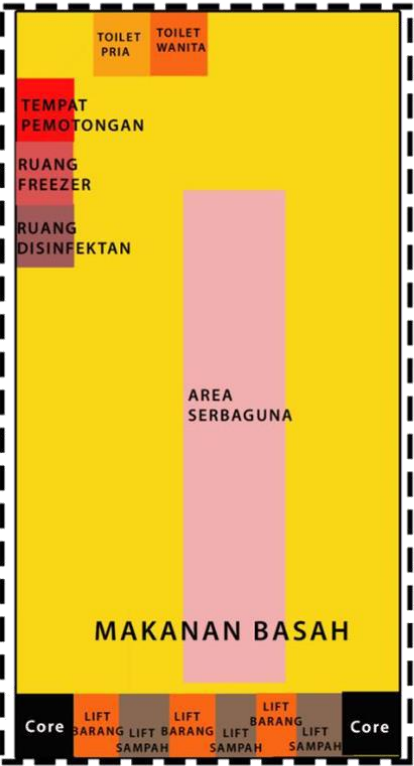 TOILET
PRIA
TOILET
WANITA
TEMPAT
PEMOTONGAN
RUANG
FREEZER
RUANG
DISINFEKTAN
AREA
SERBAGUNA
MAKANAN BASAH
Core
LIFT
BARANG
LIFT
SAMPAH
LIFT
BARANG
LIFT
SAMPAH
LIFT
BARANG
LIFT
SAMPAH
Core